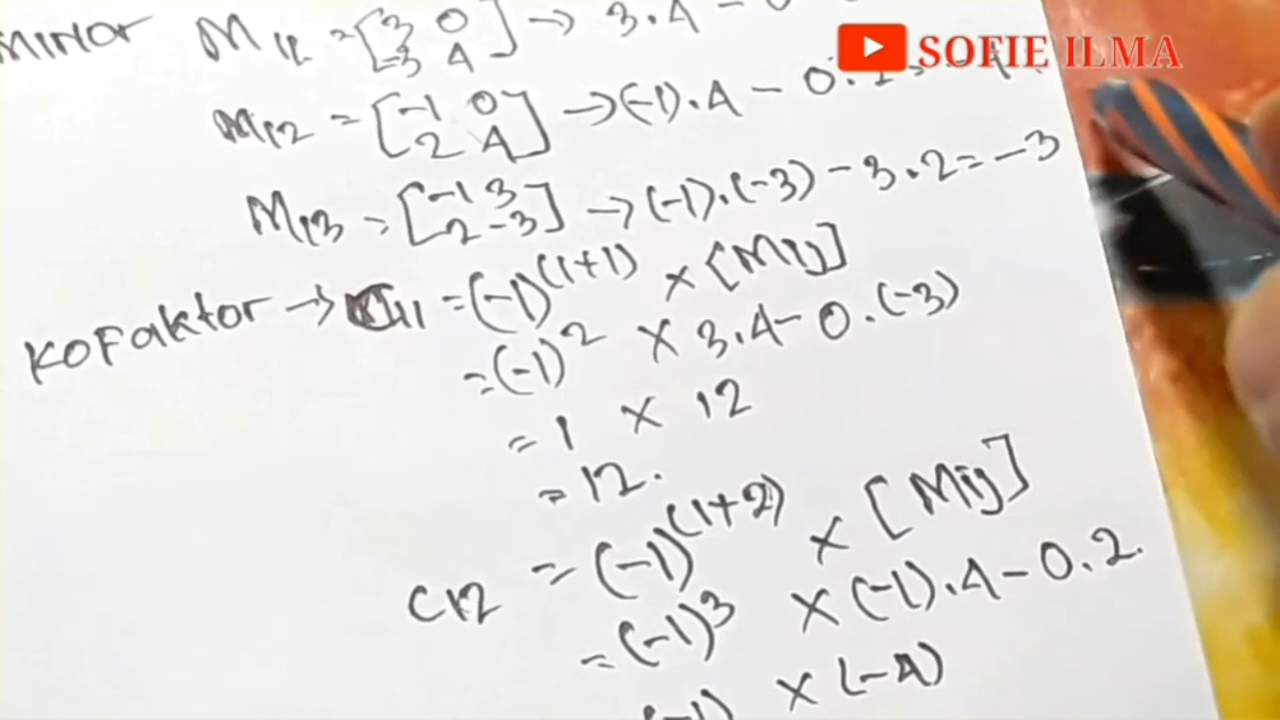 MINOR M11 = [3 0 -3 4] → 3.4 - 0
SOFIE ILMA
M12 = [-1 0 2 4] → (-1).4 - 0.2 = -4
M13 = [-1 3 2 -3] → (-1).(-3) - 3.2 = -3
KOFaktor → C11 = (-1)^(1+1) × [Mij]
= (-1)^2 × 3.4 - 0.(-3)
= 1 × 12
= 12.
C12 = (-1)^(1+2) × [Mij]
= (-1)^3 × (-1).4 - 0.2.
(-1) × (-4)